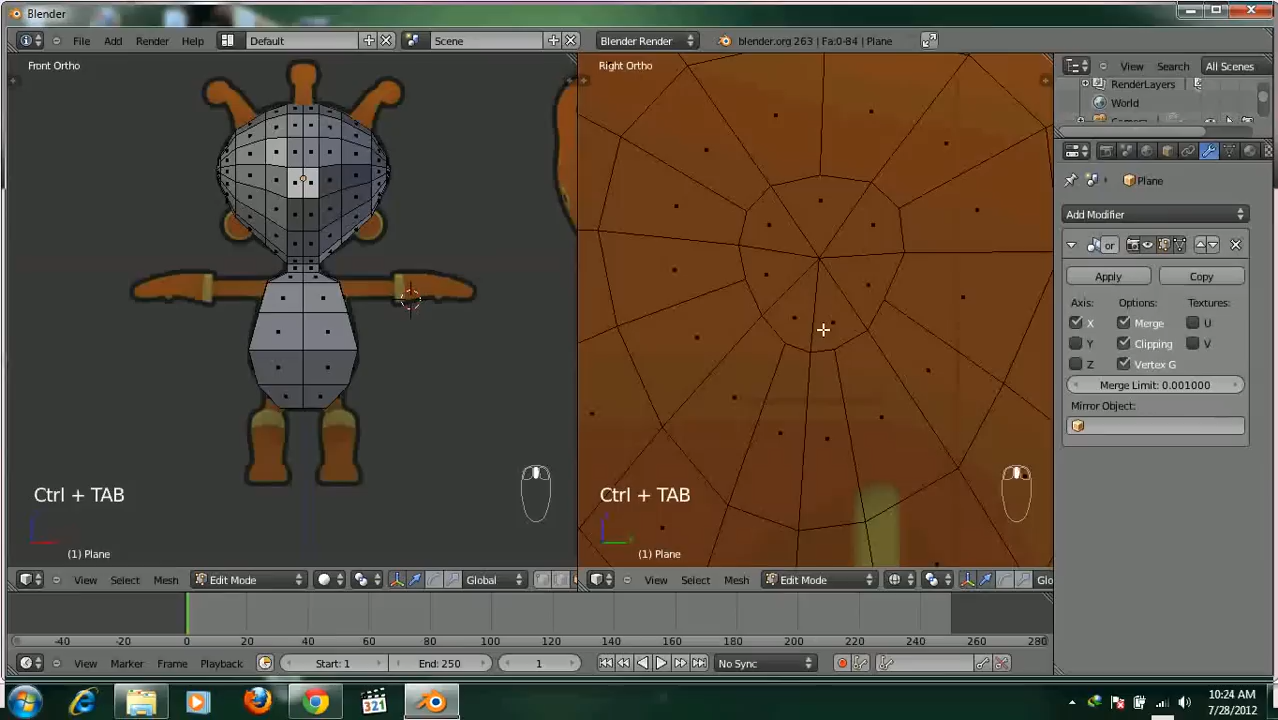 Blender
File Add Render Help Default Scene Blender Render blender.org 263 | Fa:0-84 | Plane
View Search All Scenes
Front Ortho Right Ortho
RenderLayers
World
Plane
Add Modifier
or
Apply Copy
Axis: Options: Textures:
X Merge U
Y Clipping V
Z Vertex G
Merge Limit: 0.001000
Mirror Object:
Ctrl + TAB Ctrl + TAB
(1) Plane (1) Plane
View Select Mesh Edit Mode Global View Select Mesh Edit Mode Glo
-40 -20 0 20 40 60 80 100 120 140 160 180 200 220 240 260 280
View Marker Frame Playback Start: 1 End: 250 1 No Sync
321
10:24 AM
7/28/2012